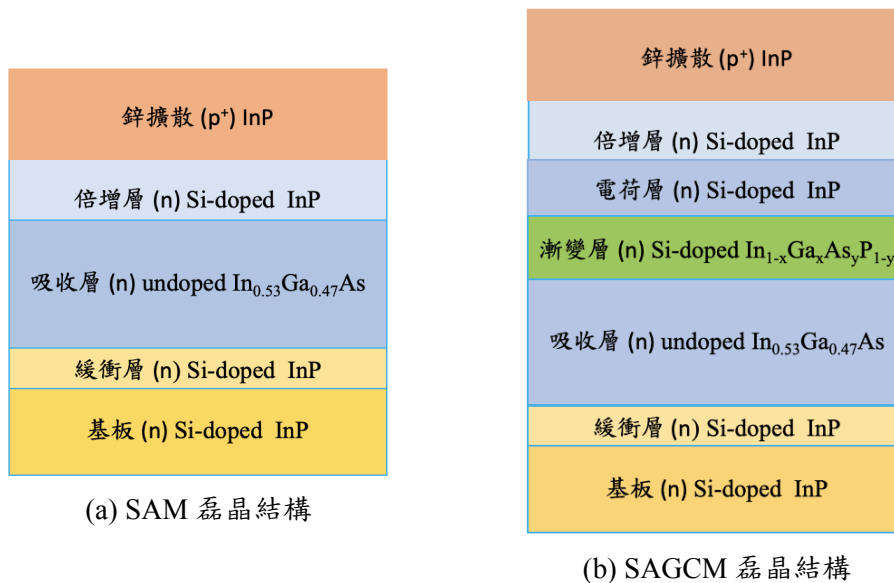 鋅擴散 (p⁺) InP
倍增層 (n) Si-doped InP
吸收層 (n) undoped In₀.₅₃Ga₀.₄₇As
緩衝層 (n) Si-doped InP
基板 (n) Si-doped InP
(a) SAM 磊晶結構
鋅擴散 (p⁺) InP
倍增層 (n) Si-doped InP
電荷層 (n) Si-doped InP
漸變層 (n) Si-doped In₁₋ₓGaₓAsᵧP₁₋ᵧ
吸收層 (n) undoped In₀.₅₃Ga₀.₄₇As
緩衝層 (n) Si-doped InP
基板 (n) Si-doped InP
(b) SAGCM 磊晶結構